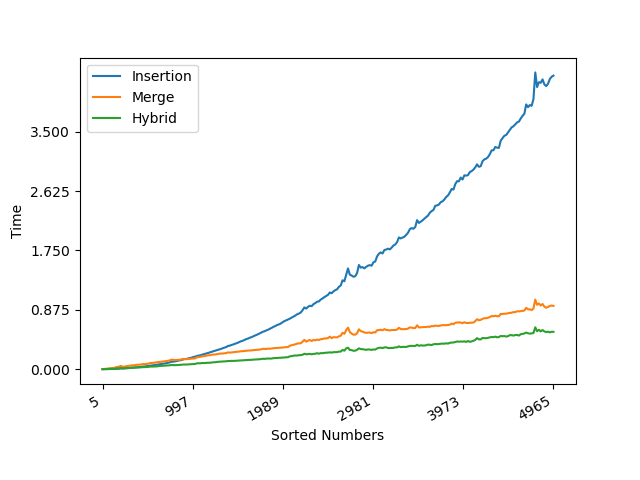 Insertion
Merge
Hybrid
Time
3.500
2.625
1.750
0.875
0.000
5
997
1989
2981
3973
4965
Sorted Numbers